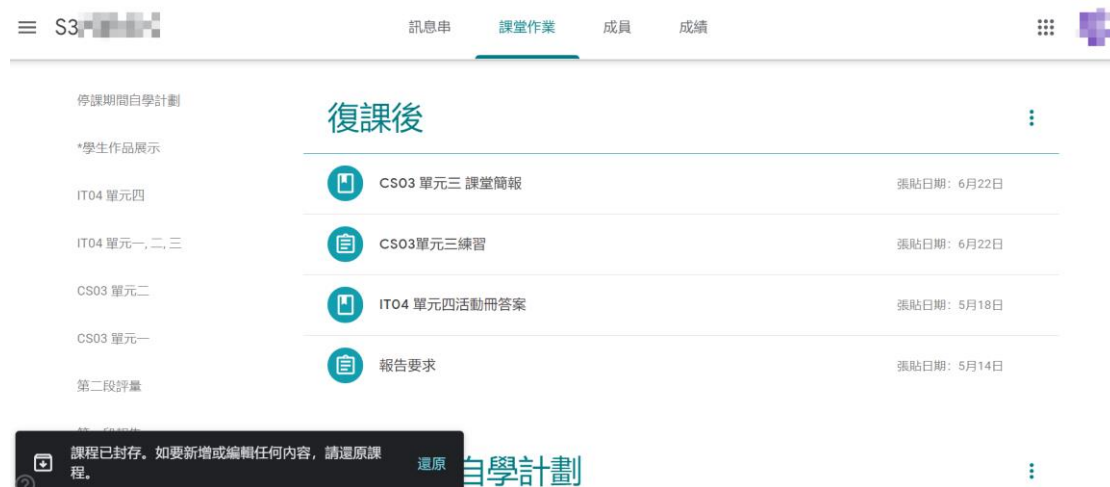 S3
訊息串 課堂作業 成員 成績
停課期間自學計劃
*學生作品展示
IT04 單元四
IT04 單元一, 二, 三
CS03 單元二
CS03 單元一
第二段評量
復課後
CS03 單元三 課堂簡報 張貼日期：6月22日
CS03單元三練習 張貼日期：6月22日
IT04 單元四活動冊答案 張貼日期：5月18日
報告要求 張貼日期：5月14日
自學計劃
課程已封存。如要新增或編輯任何內容，請還原課
程。
還原